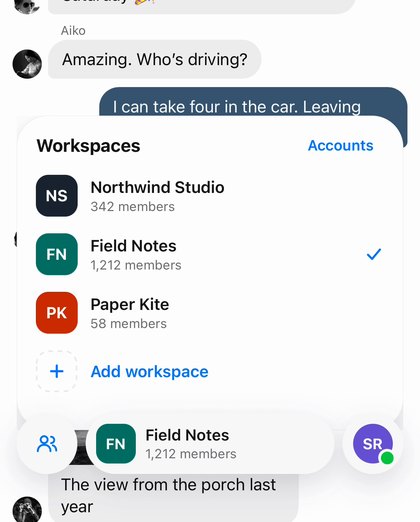 Aiko
Amazing. Who’s driving?
I can take four in the car. Leaving
Workspaces
Accounts
NS
Northwind Studio
342 members
FN
Field Notes
1,212 members
PK
Paper Kite
58 members
Add workspace
FN
Field Notes
1,212 members
SR
The view from the porch last
year